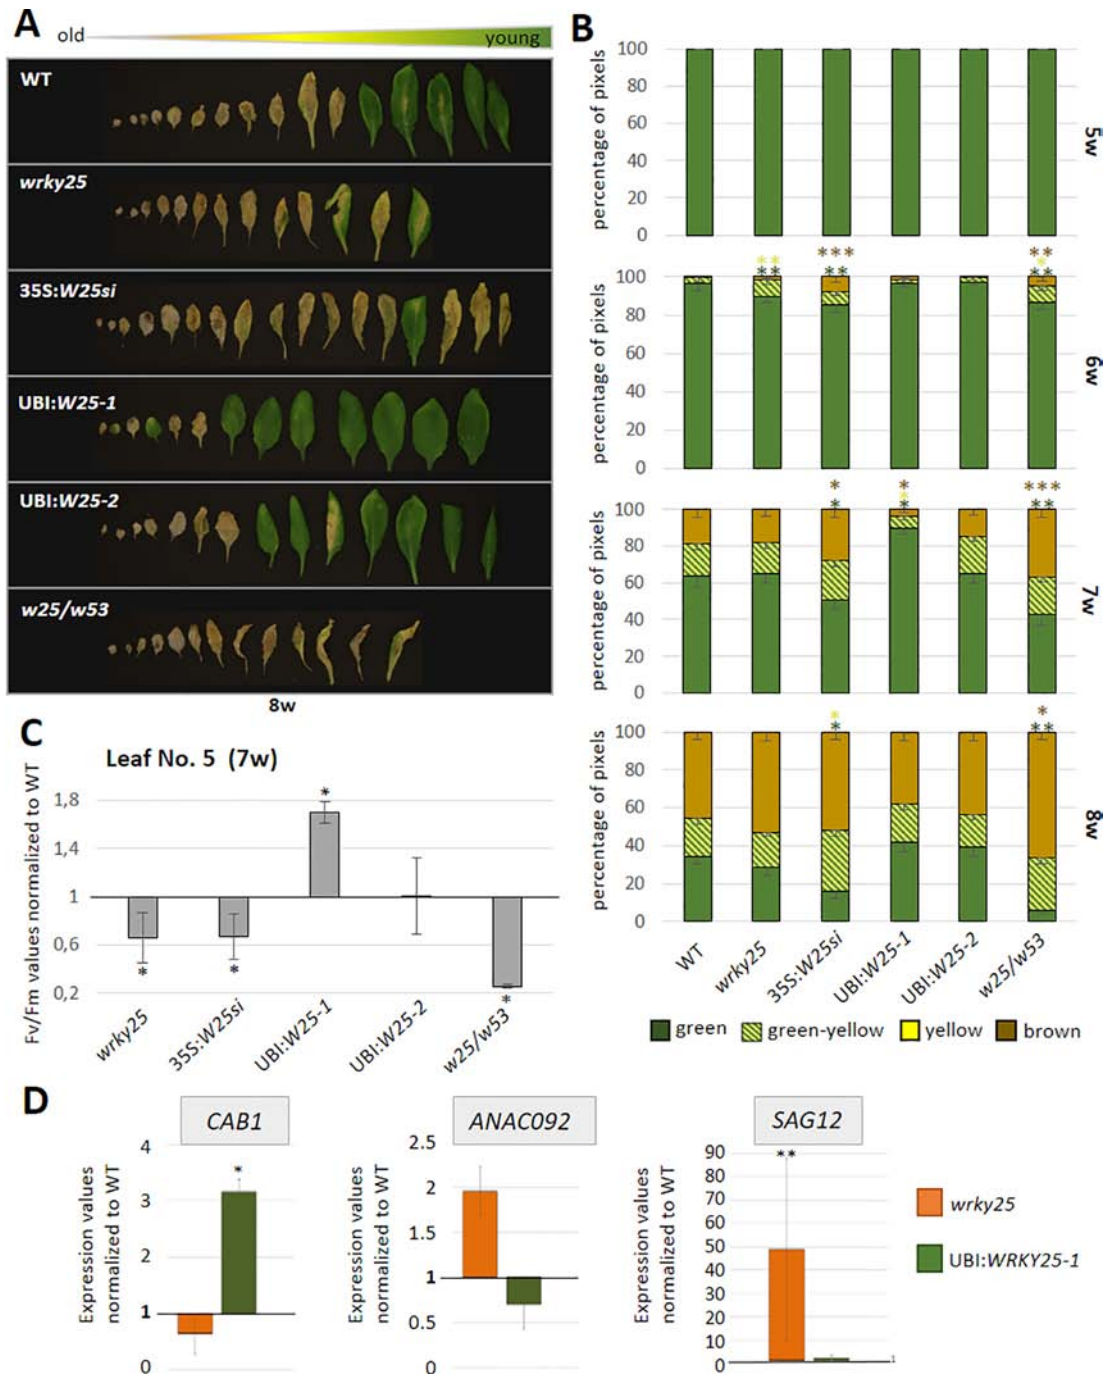 A
old
young
WT
wrky25
35S:W25si
UBI:W25-1
UBI:W25-2
w25/w53
8w
B
percentage of pixels
100
80
60
40
20
0
5w
***
**
**
**
**
*
**
percentage of pixels
100
80
60
40
20
0
6w
*
*
*
*
*
***
**
percentage of pixels
100
80
60
40
20
0
7w
*
*
*
**
percentage of pixels
100
80
60
40
20
0
8w
WT
wrky25
35S:W25si
UBI:W25-1
UBI:W25-2
w25/w53
green
green-yellow
yellow
brown
C
Leaf No. 5 (7w)
Fv/Fm values normalized to WT
1,8
1,4
1
0,6
0,2
*
*
*
*
wrky25
35S:W25si
UBI:W25-1
UBI:W25-2
w25/w53
D
CAB1
Expression values
normalized to WT
4
3
2
1
0
*
ANAC092
Expression values
normalized to WT
2.5
2
1.5
1
0.5
0
SAG12
Expression values
normalized to WT
90
80
70
60
50
40
30
20
10
0
**
1
wrky25
UBI:WRKY25-1